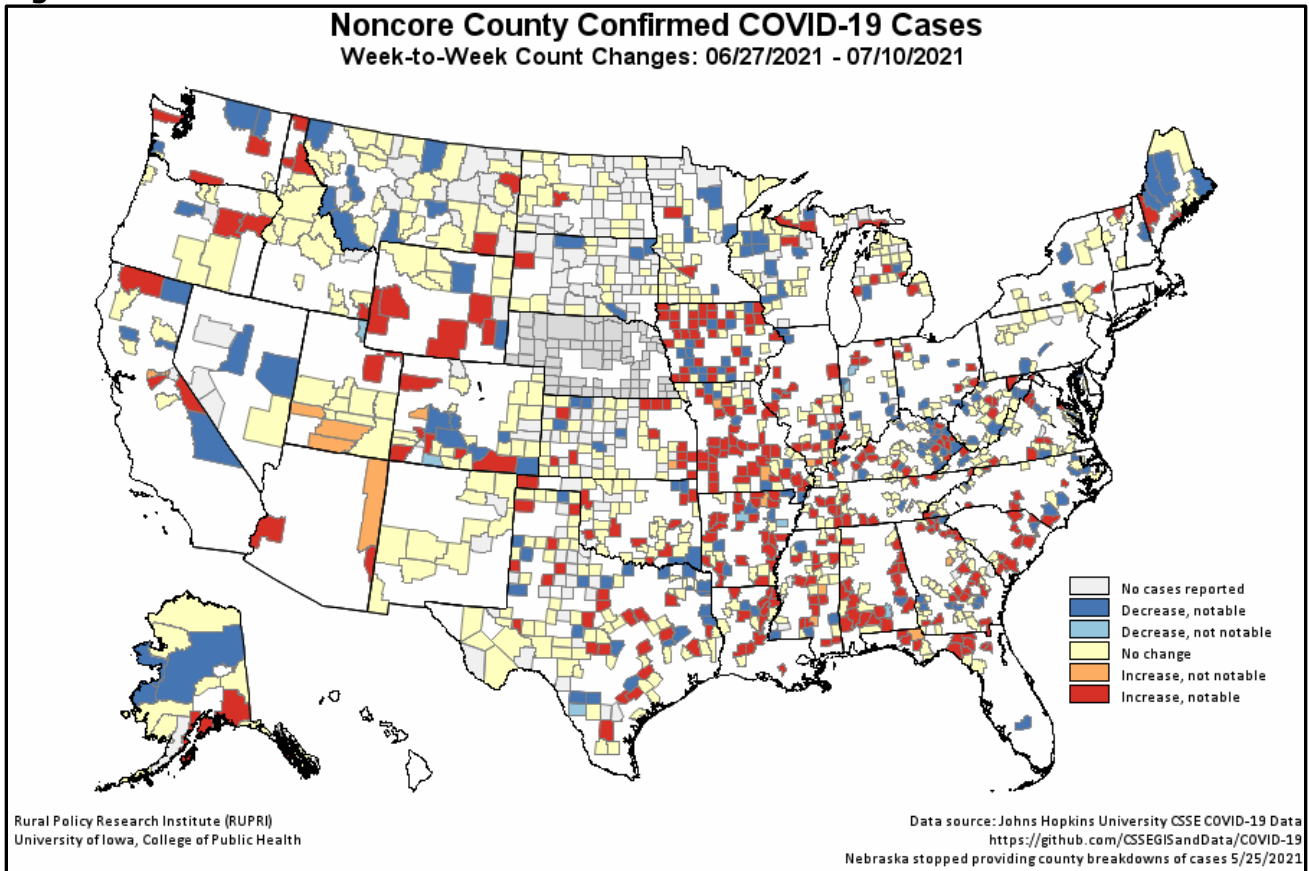 Noncore County Confirmed COVID-19 Cases
Week-to-Week Count Changes: 06/27/2021 - 07/10/2021
No cases reported
Decrease, notable
Decrease, not notable
No change
Increase, not notable
Increase, notable
Rural Policy Research Institute (RUPRI)
University of Iowa, College of Public Health
Data source: Johns Hopkins University CSSE COVID-19 Data
https://github.com/CSSEGISandData/COVID-19
Nebraska stopped providing county breakdowns of cases 5/25/2021